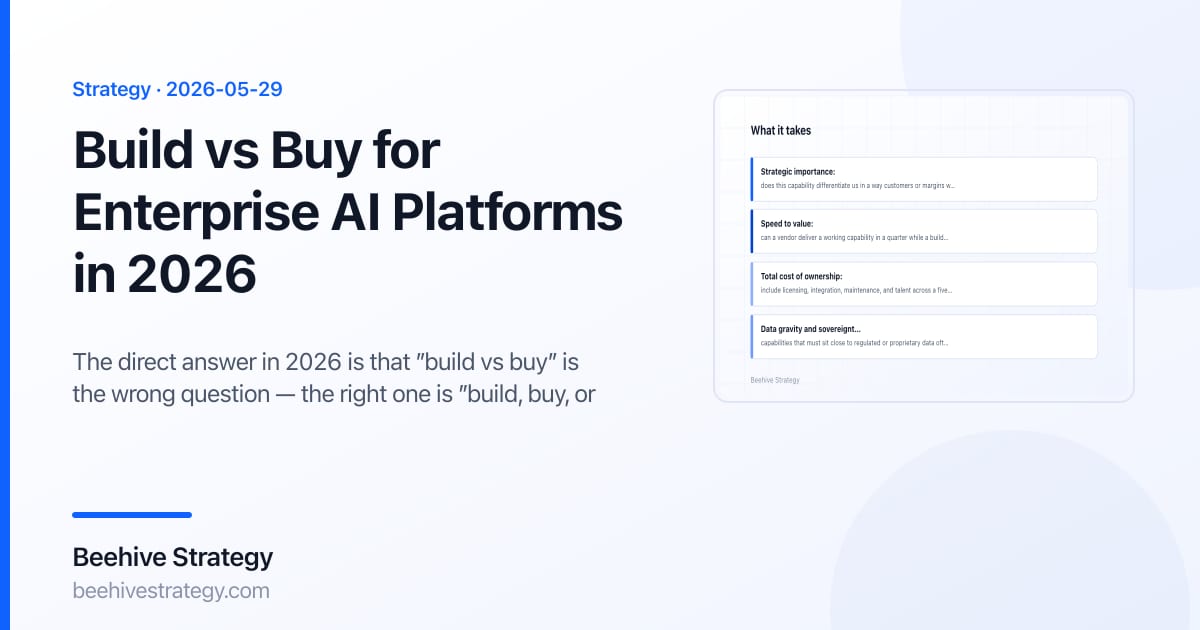 Strategy · 2026-05-29
Build vs Buy for
Enterprise AI Platforms
in 2026
The direct answer in 2026 is that ”build vs buy” is
the wrong question — the right one is ”build, buy, or
Beehive Strategy
beehivestrategy.com
What it takes
Strategic importance:
does this capability differentiate us in a way customers or margins w...
Speed to value:
can a vendor deliver a working capability in a quarter while a build...
Total cost of ownership:
include licensing, integration, maintenance, and talent across a five...
Data gravity and sovereignt...
capabilities that must sit close to regulated or proprietary data oft...
Beehive Strategy